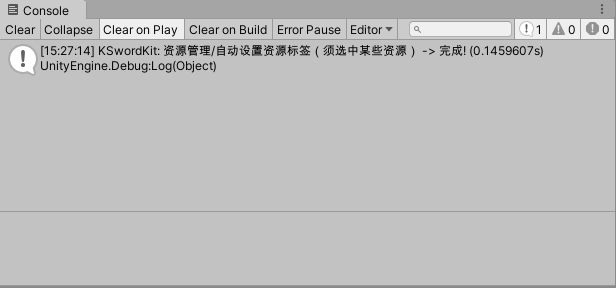 Console
Clear Collapse Clear on Play Clear on Build Error Pause Editor 1 0 0
[15:27:14] KSwordKit: 资源管理/自动设置资源标签（须选中某些资源） -> 完成! (0.1459607s)
UnityEngine.Debug:Log(Object)